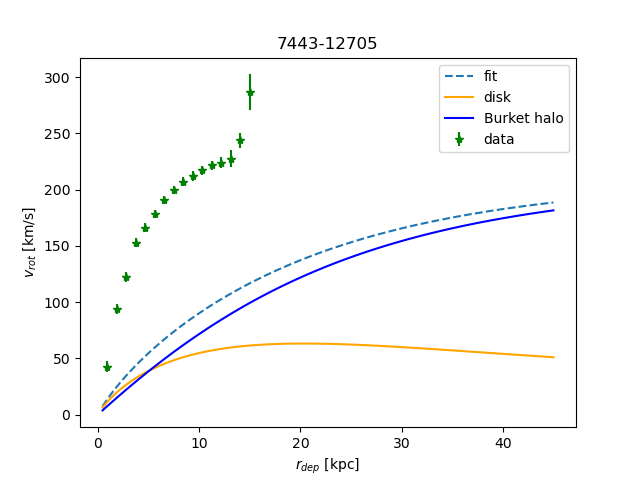 7443-12705
300
250
200
150
100
50
0
v_rot [km/s]
0 10 20 30 40
r_dep [kpc]
fit
disk
Burket halo
data